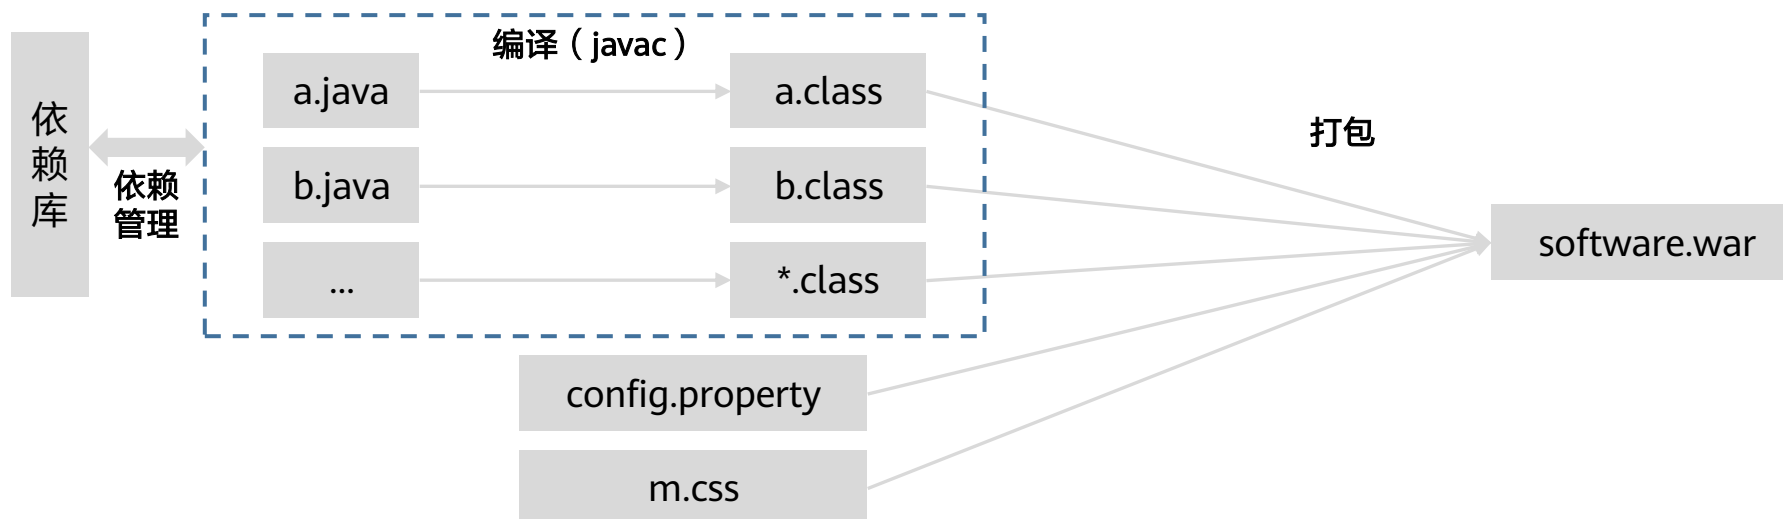 依
赖
库
依赖
管理
编译（javac）
a.java
a.class
b.java
b.class
...
*.class
config.property
m.css
打包
software.war